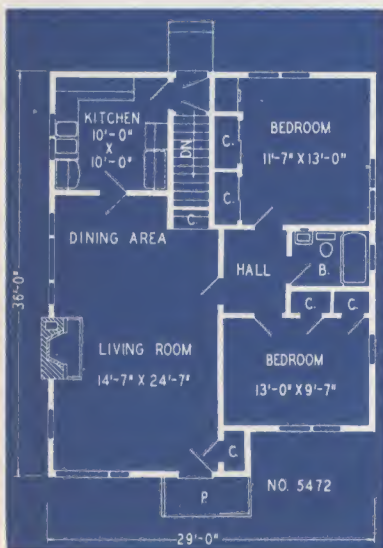 KITCHEN
10'-0"
X
10'-0"
DN
C.
C.
C.
BEDROOM
11'-7" X 13'-0"
DINING AREA
HALL
B.
36'-0"
C.
C.
LIVING ROOM
14'-7" X 24'-7"
BEDROOM
13'-0" X 9'-7"
C.
P.
NO. 5472
29'-0"